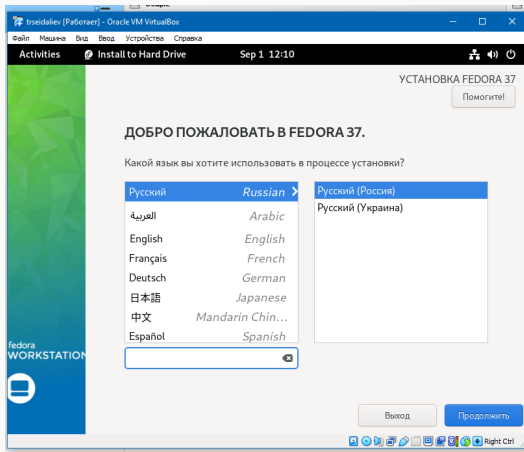 trseidaliev [Работает] - Oracle VM VirtualBox
Файл Машина Вид Ввод Устройства Справка
Activities Install to Hard Drive Sep 1 12:10
УСТАНОВКА FEDORA 37
Помогите!
ДОБРО ПОЖАЛОВАТЬ В FEDORA 37.
Какой язык вы хотите использовать в процессе установки?
Русский Russian
العربية Arabic
English English
Français French
Deutsch German
日本語 Japanese
中文 Mandarin Chin...
Español Spanish
Русский (Россия)
Русский (Украина)
fedora
WORKSTATION
Выход
Продолжить
Right Ctrl